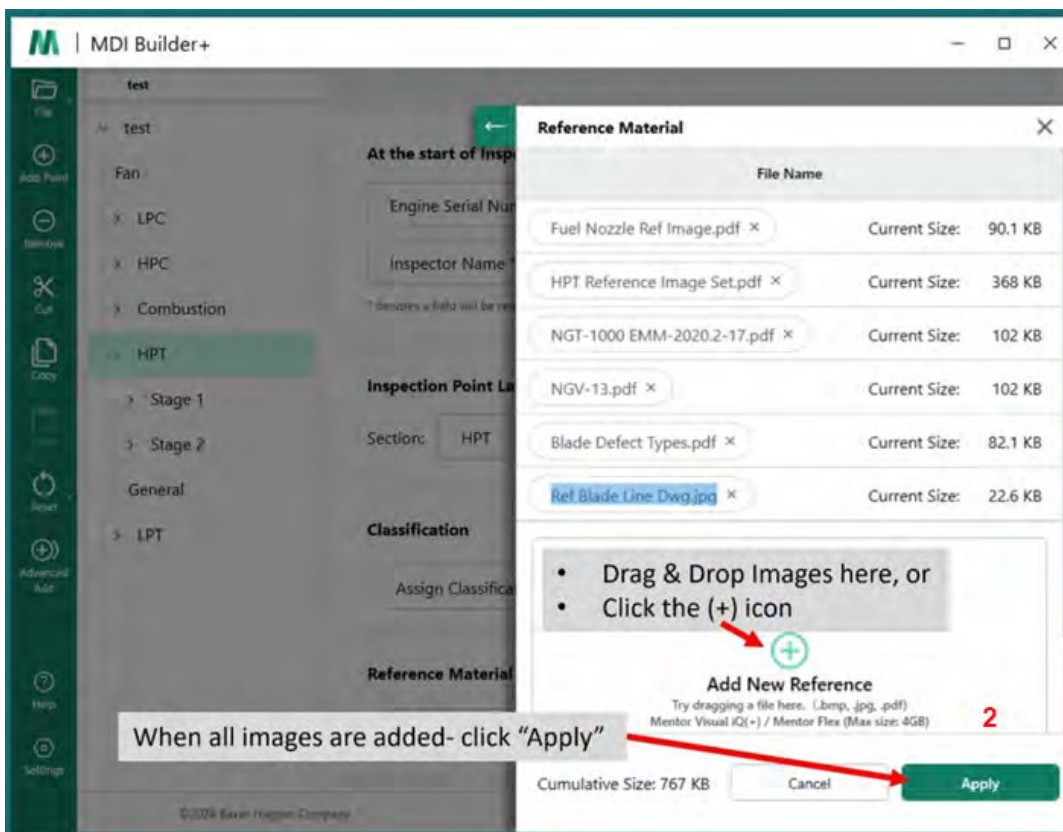 MDI Builder+
test
test
Fan
LPC
HPC
Combustion
HPT
Stage 1
Stage 2
General
LPT
File
Add Point
Remove
Cut
Copy
Reset
Advanced
Add
Help
Settings
At the start of Insp
Engine Serial Nur
Inspector Name *
* denotes a field will be re
Inspection Point La
Section: HPT
Classification
Assign Classifica
Reference Material
Reference Material
File Name
Fuel Nozzle Ref Image.pdf × Current Size: 90.1 KB
HPT Reference Image Set.pdf × Current Size: 368 KB
NGT-1000 EMM-2020.2-17.pdf × Current Size: 102 KB
NGV-13.pdf × Current Size: 102 KB
Blade Defect Types.pdf × Current Size: 82.1 KB
Ref Blade Line Dwg.jpg × Current Size: 22.6 KB
• Drag & Drop Images here, or
• Click the (+) icon
Add New Reference
Try dragging a file here. (.bmp, .jpg, .pdf)
Mentor Visual iQ(+) / Mentor Flex (Max size: 4GB)
2
When all images are added- click “Apply”
Cumulative Size: 767 KB Cancel Apply
Company